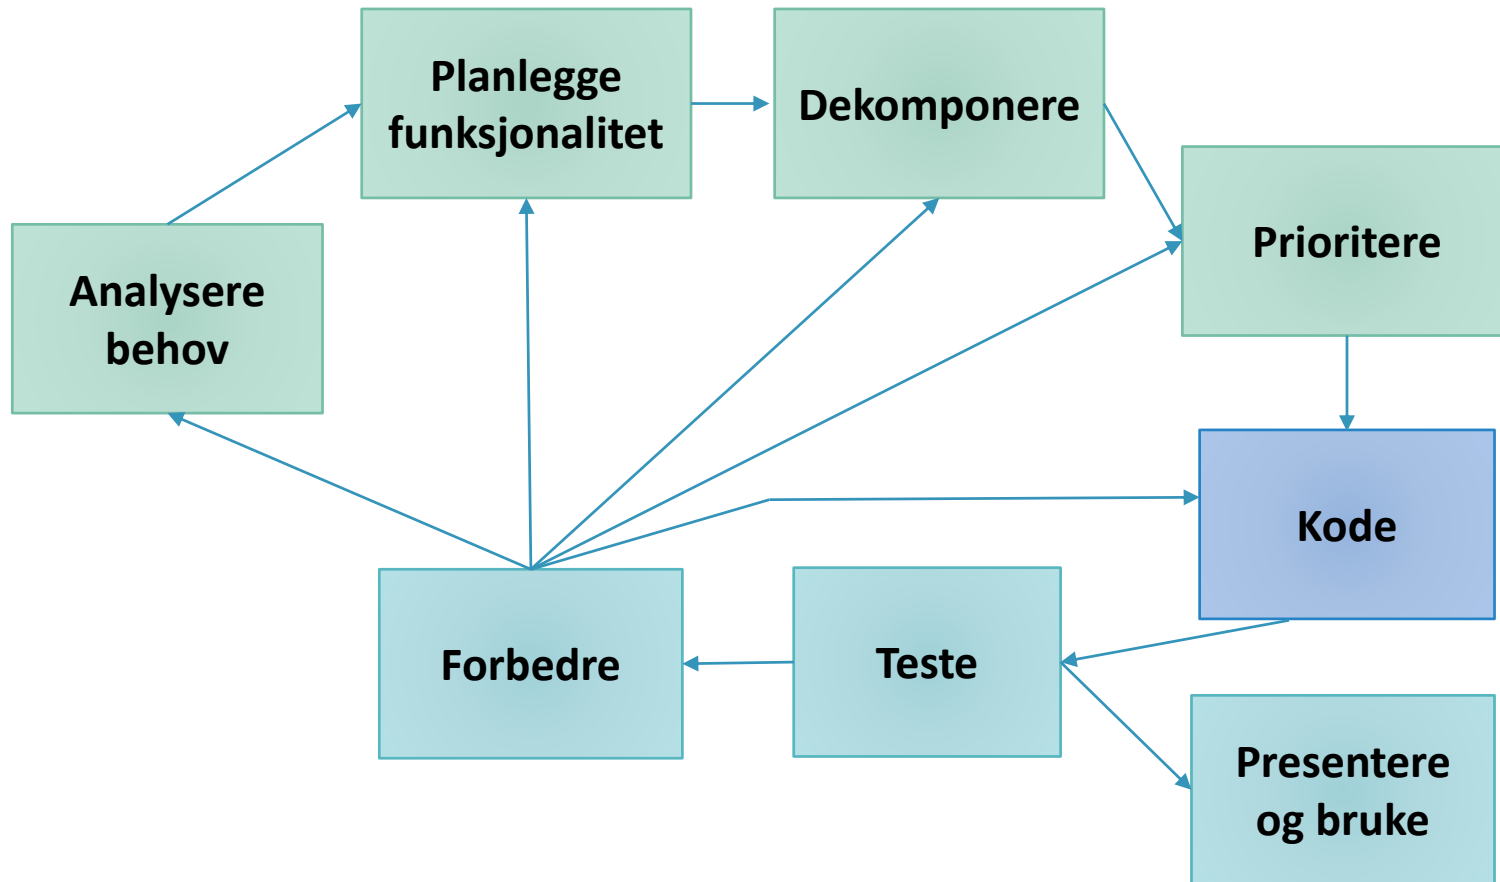 Planlegge
funksjonalitet
Dekomponere
Prioritere
Analysere
behov
Kode
Forbedre
Teste
Presentere
og bruke